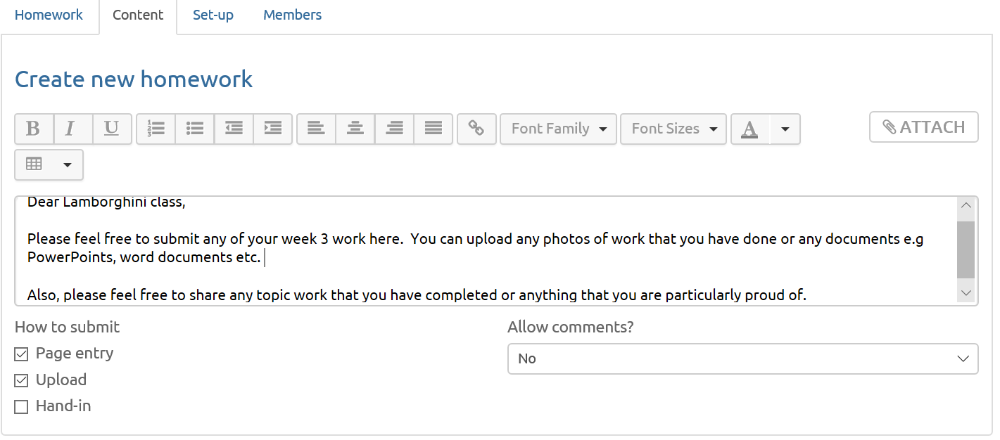 Homework Content Set-up Members
Create new homework
B I U Font Family Font Sizes A ATTACH
Dear Lamborghini class,
Please feel free to submit any of your week 3 work here.  You can upload any photos of work that you have done or any documents e.g
PowerPoints, word documents etc.
Also, please feel free to share any topic work that you have completed or anything that you are particularly proud of.
How to submit
Allow comments?
Page entry
No
Upload
Hand-in